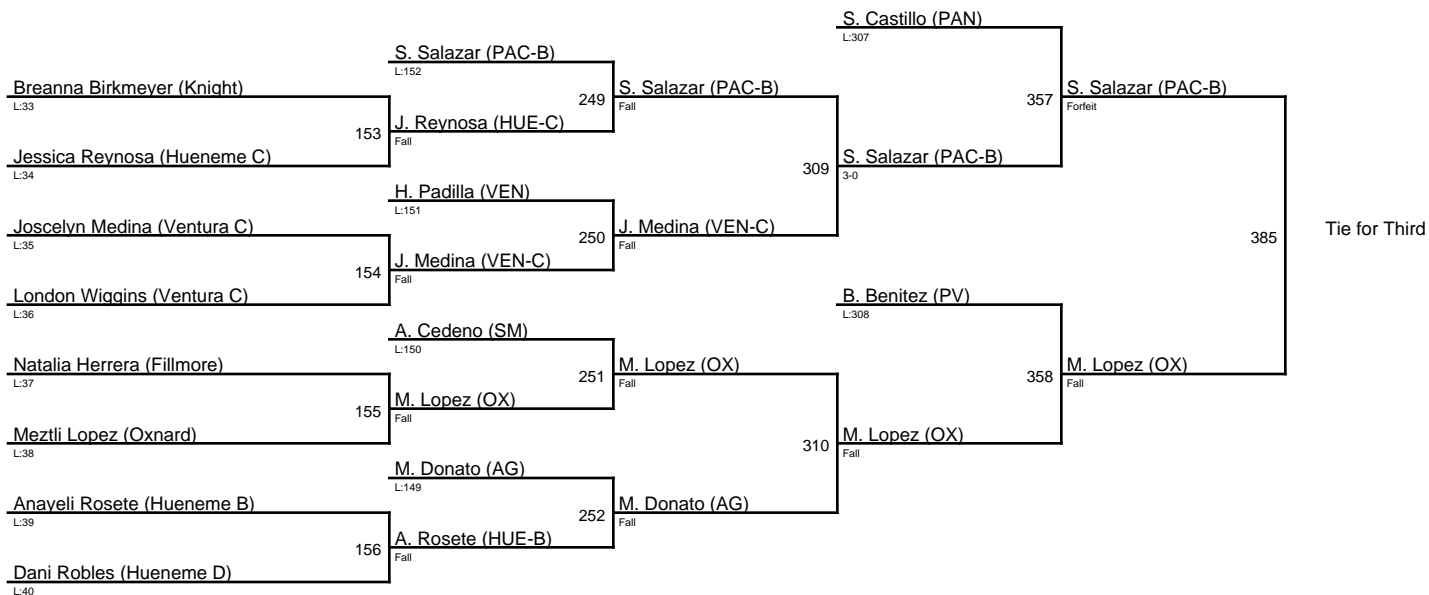 S. Castillo (PAN)
L:307
S. Salazar (PAC-B)
L:152
Breanna Birkmeyer (Knight)
L:33
249
S. Salazar (PAC-B)
Fall
357
S. Salazar (PAC-B)
Forfeit
153
J. Reynosa (HUE-C)
Fall
Jessica Reynosa (Hueneme C)
L:34
309
S. Salazar (PAC-B)
3-0
H. Padilla (VEN)
L:151
Joscelyn Medina (Ventura C)
L:35
250
J. Medina (VEN-C)
Fall
385
Tie for Third
154
J. Medina (VEN-C)
Fall
London Wiggins (Ventura C)
L:36
B. Benitez (PV)
L:308
A. Cedeno (SM)
L:150
Natalia Herrera (Fillmore)
L:37
251
M. Lopez (OX)
Fall
358
M. Lopez (OX)
Fall
155
M. Lopez (OX)
Fall
Meztli Lopez (Oxnard)
L:38
310
M. Lopez (OX)
Fall
M. Donato (AG)
L:149
Anayeli Rosete (Hueneme B)
L:39
252
M. Donato (AG)
Fall
156
A. Rosete (HUE-B)
Fall
Dani Robles (Hueneme D)
L:40